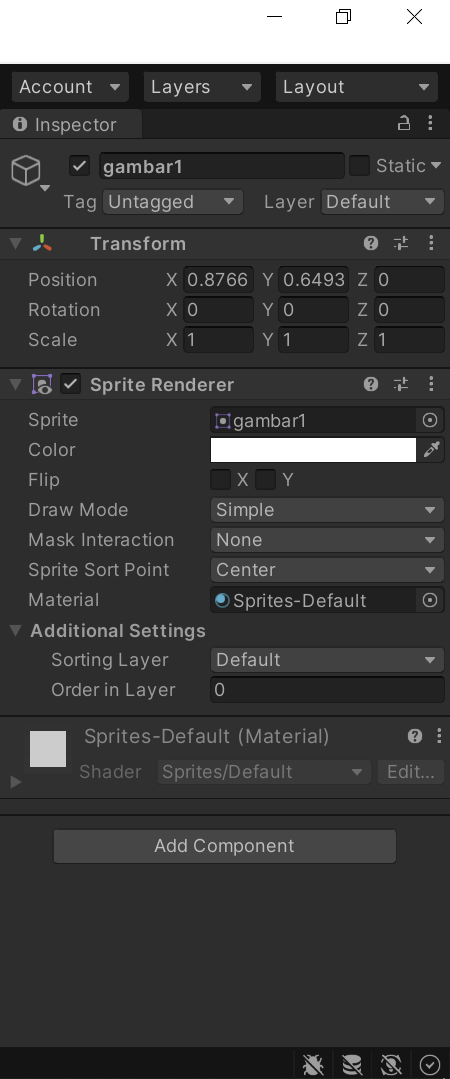 Account Layers Layout
Inspector
gambar1 Static
Tag Untagged Layer Default
Transform
Position X 0.8766 Y 0.6493 Z 0
Rotation X 0 Y 0 Z 0
Scale X 1 Y 1 Z 1
Sprite Renderer
Sprite gambar1
Color
Flip X Y
Draw Mode Simple
Mask Interaction None
Sprite Sort Point Center
Material Sprites-Default
Additional Settings
Sorting Layer Default
Order in Layer 0
Sprites-Default (Material)
Shader Sprites/Default Edit...
Add Component